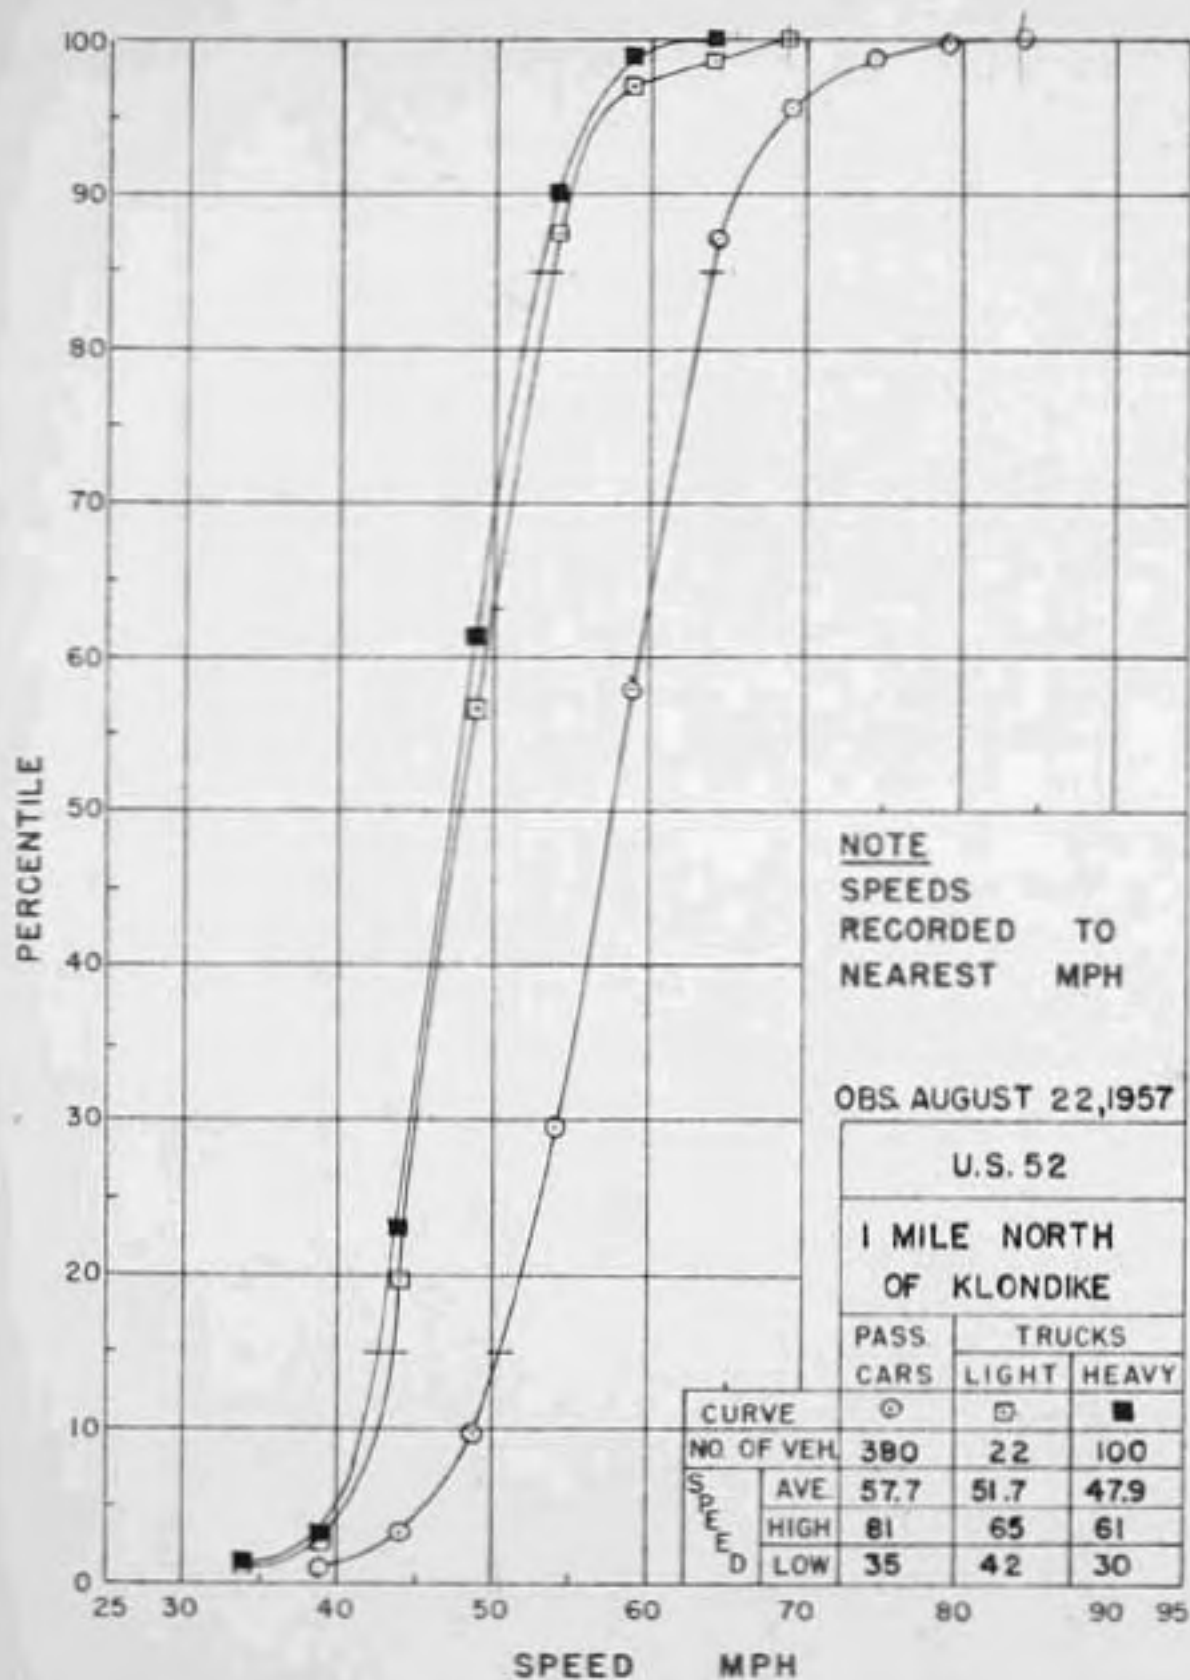 100
90
80
70
60
50
40
30
20
10
0
PERCENTILE
25 30 40 50 60 70 80 90 95
SPEED MPH
NOTE
SPEEDS
RECORDED TO
NEAREST MPH
OBS. AUGUST 22, 1957
U.S. 52
1 MILE NORTH
OF KLONDIKE
PASS. TRUCKS
CARS LIGHT HEAVY
CURVE
NO. OF VEH. 380 22 100
SPEED
AVE. 57.7 51.7 47.9
HIGH 81 65 61
LOW 35 42 30